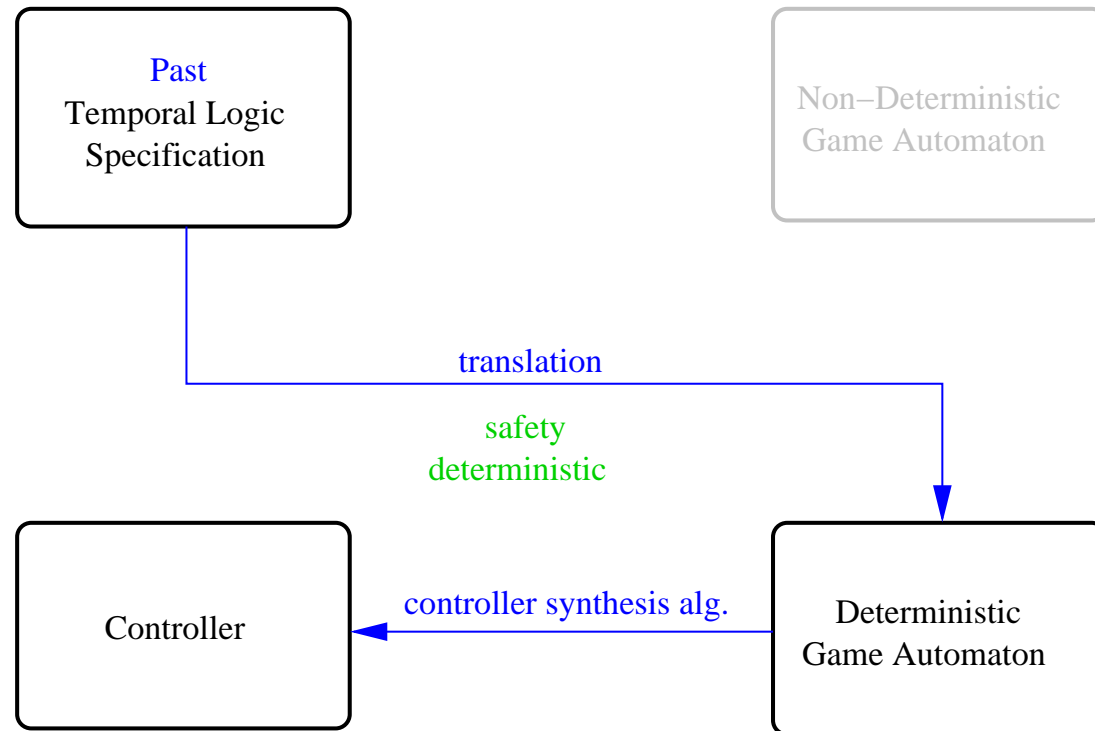 Past
Temporal Logic
Specification
Non−Deterministic
Game Automaton
translation
safety
deterministic
Controller
controller synthesis alg.
Deterministic
Game Automaton